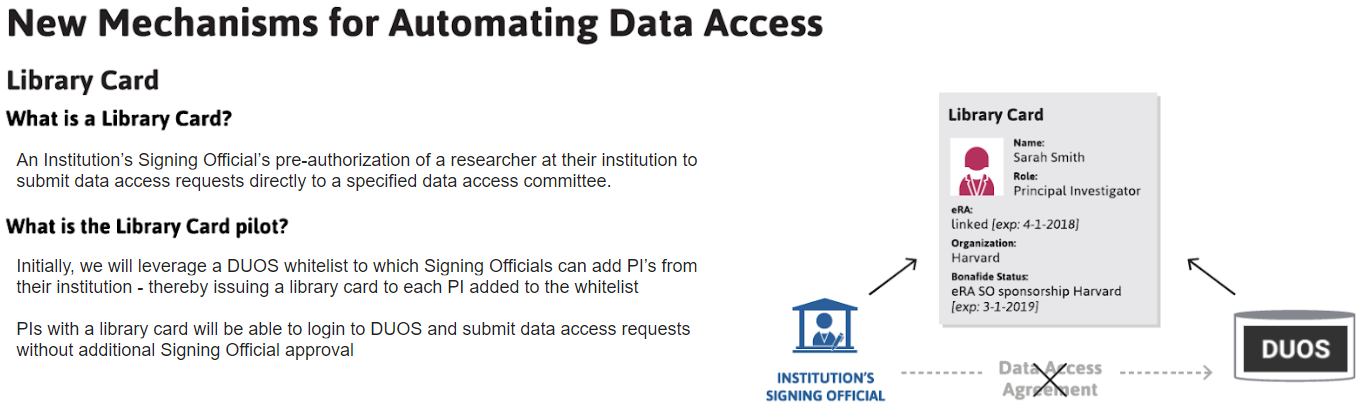 New Mechanisms for Automating Data Access
Library Card
What is a Library Card?
An Institution’s Signing Official’s pre-authorization of a researcher at their institution to
submit data access requests directly to a specified data access committee.
What is the Library Card pilot?
Initially, we will leverage a DUOS whitelist to which Signing Officials can add PI’s from
their institution - thereby issuing a library card to each PI added to the whitelist
PIs with a library card will be able to login to DUOS and submit data access requests
without additional Signing Official approval
Library Card
Name:
Sarah Smith
Role:
Principal Investigator
eRA:
linked [exp: 4-1-2018]
Organization:
Harvard
Bonafide Status:
eRA SO sponsorship Harvard
[exp: 3-1-2019]
INSTITUTION’S
SIGNING OFFICIAL
Data Access
Agreement
DUOS